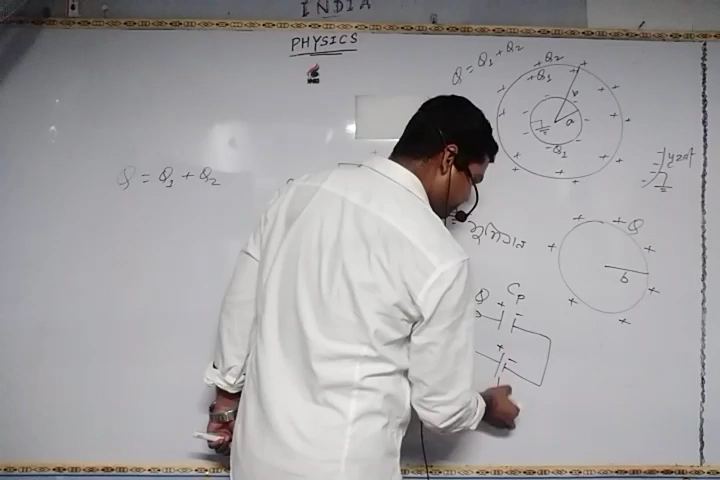 INDIA
PHYSICS
Q = Q₁ + Q₂
+Q₂
+Q₁
b
a
-Q₁
Q = Q₁ + Q₂
+Q
b
Q
Cp